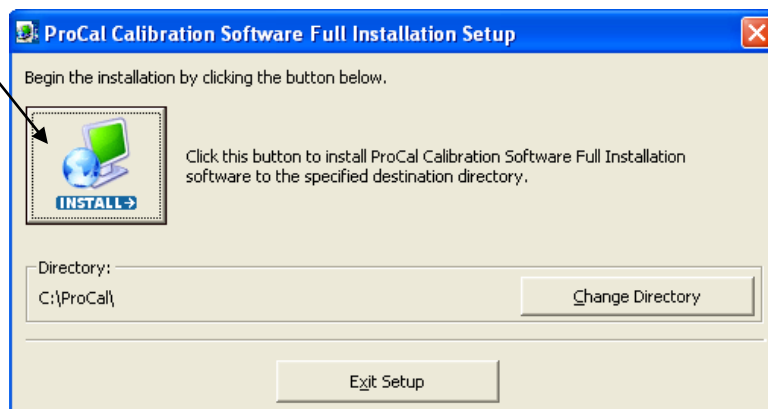 ProCal Calibration Software Full Installation Setup
Begin the installation by clicking the button below.
Click this button to install ProCal Calibration Software Full Installation
software to the specified destination directory.
INSTALL
Directory:
C:\ProCal\
Change Directory
Exit Setup